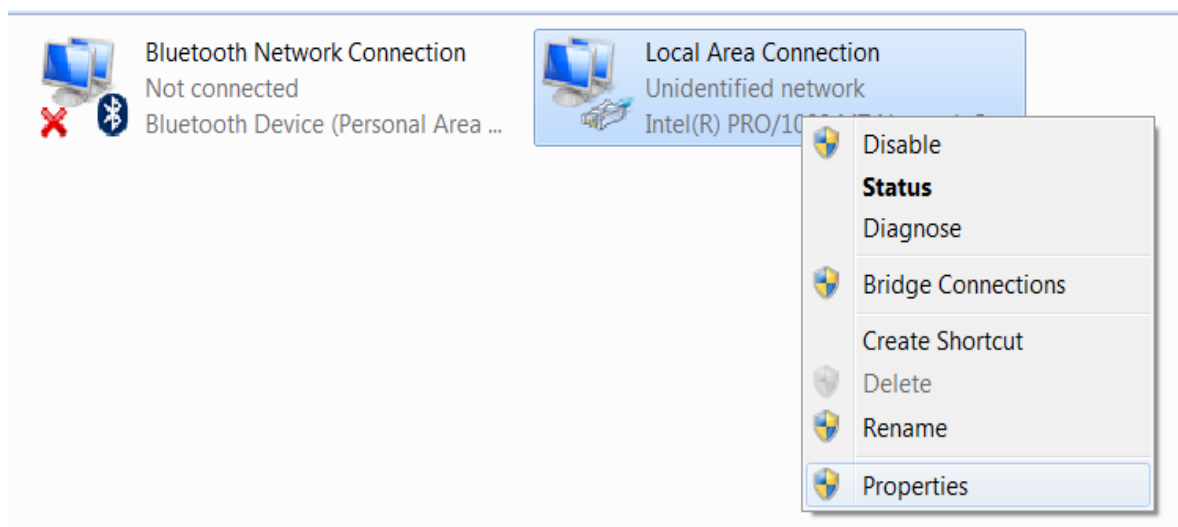 Bluetooth Network Connection
Not connected
Bluetooth Device (Personal Area ...
Local Area Connection
Unidentified network
Intel(R) PRO/10
Disable
Status
Diagnose
Bridge Connections
Create Shortcut
Delete
Rename
Properties